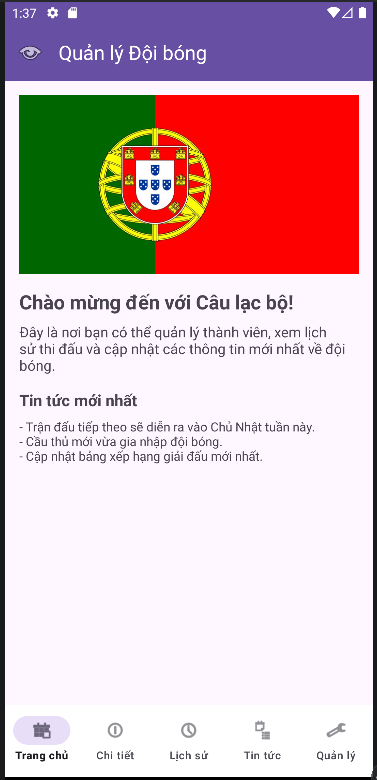 1:37
Quản lý Đội bóng
Chào mừng đến với Câu lạc bộ!
Đây là nơi bạn có thể quản lý thành viên, xem lịch
sử thi đấu và cập nhật các thông tin mới nhất về đội
bóng.
Tin tức mới nhất
- Trận đấu tiếp theo sẽ diễn ra vào Chủ Nhật tuần này.
- Cầu thủ mới vừa gia nhập đội bóng.
- Cập nhật bảng xếp hạng giải đấu mới nhất.
Trang chủ
Chi tiết
Lịch sử
Tin tức
Quản lý